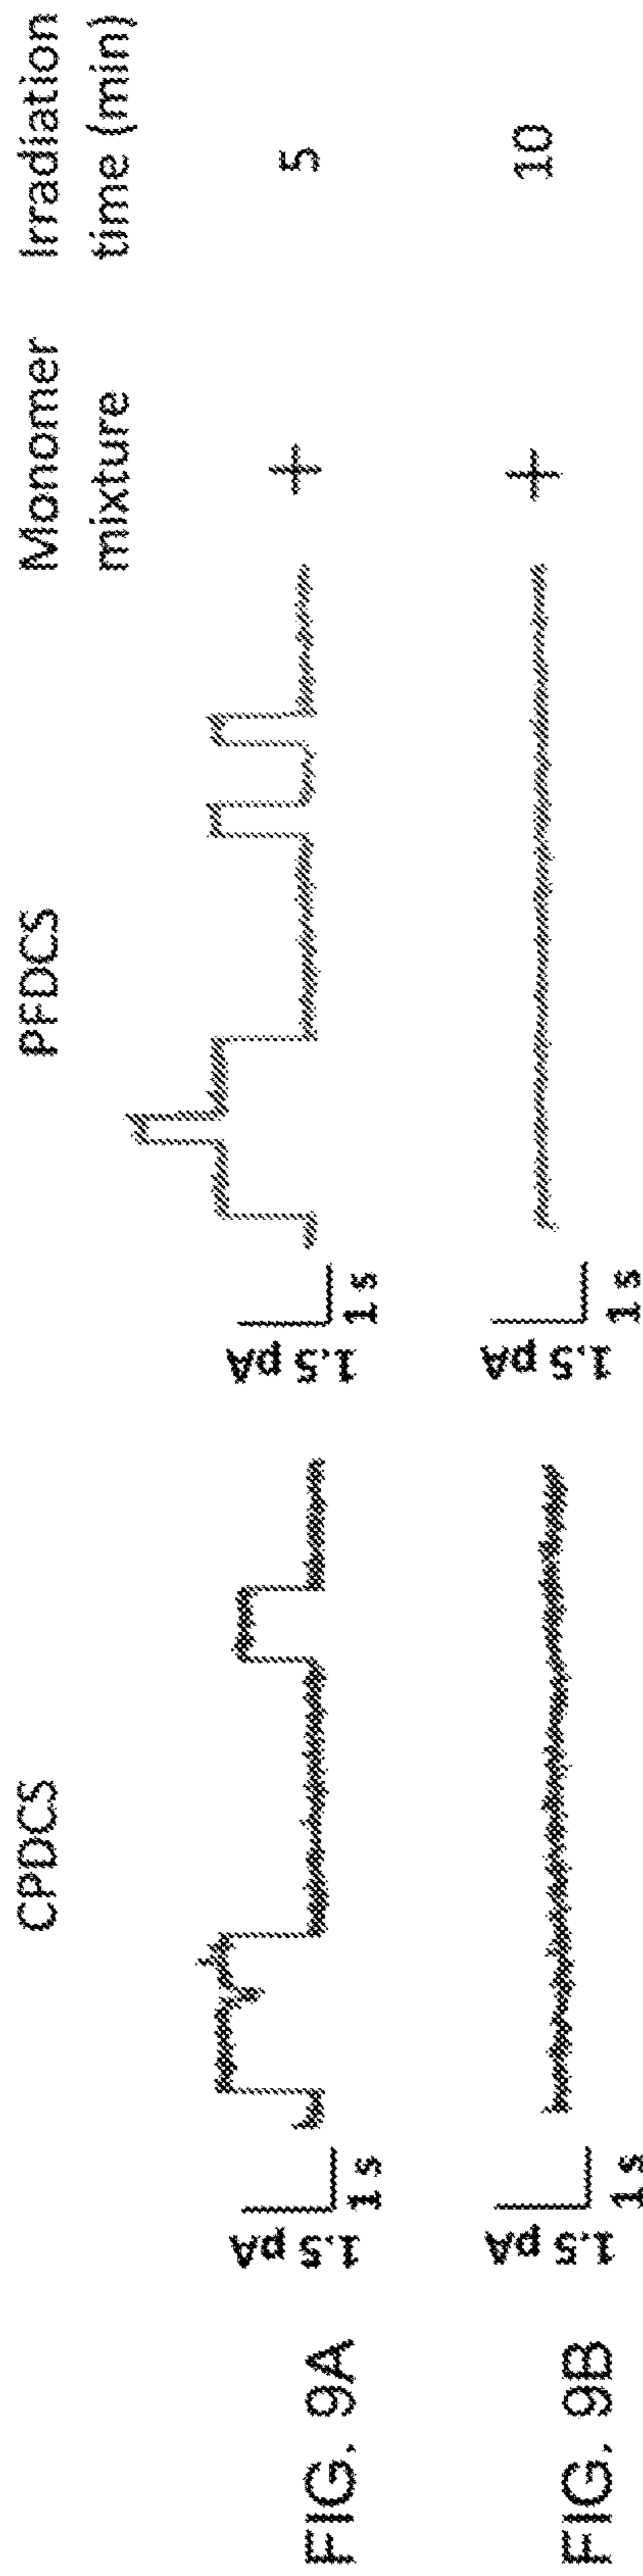 CPDCS
PFDCS
Monomer
mixture
Irradiation
time (min)
FIG. 9A
1.5 pA
1 s
1.5 pA
1 s
+
5
FIG. 9B
1.5 pA
1 s
1.5 pA
1 s
+
10